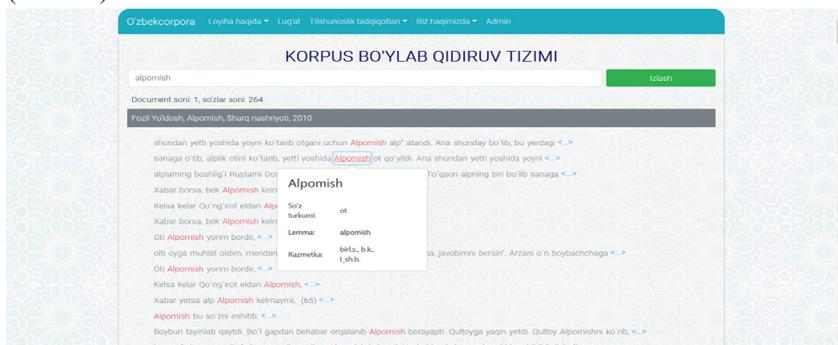 O'zbekcorpora Loyiha haqida Lug'at Tilshunoslik tadqiqotlari Biz haqimizda Admin
KORPUS BO'YLAB QIDIRUV TIZIMI
alpomish Izlash
Document soni: 1, so'zlar soni: 264
Fozil Yo'ldosh, Alpomish, Sharq nashriyoti, 2010
shundan yetti yoshida yoyni ko`tarib otgani uchun Alpomish alp" atandi. Ana shunday bo`lib, bu yerdagi <...>
sanaga o`tib, alplik otini ko`tarib, yetti yoshida Alpomish ot qo`yildi. Ana shundan yetti yoshida yoyni <...>
alplarning boshlig`i Rustami To`qson alpning biri bo`lib sanaga <...>
Xabar borsa, bek Alpomish
Kelsa kelar Qo`ng`irot eldan
Xabar borsa, bek Alpomish
Oti Alpomish yorim bordir, <...>
olti oyga muhlat oldim, mendan javobimni bersin". Arzani o`n boybachchaga <...>
Oti Alpomish yorim bordir, <...>
Kelsa kelar Qo`ng`irot eldan Alpomish, <...>
Xabar yetsa alp Alpomish kelmaymi, (65) <...>
Alpomish bu so`zni eshitib, <...>
Boyburi tayinlab qaytdi. Bo`l gapdan behabar orqalanib Alpomish borayapti. Qultoyga yaqin yetdi. Qultoy Alpomishni ko`rib, <...>
Alpomish
So'z turkumi: ot
Lemma: alpomish
Razmetka: birl.s., b.k., I_sh.b.